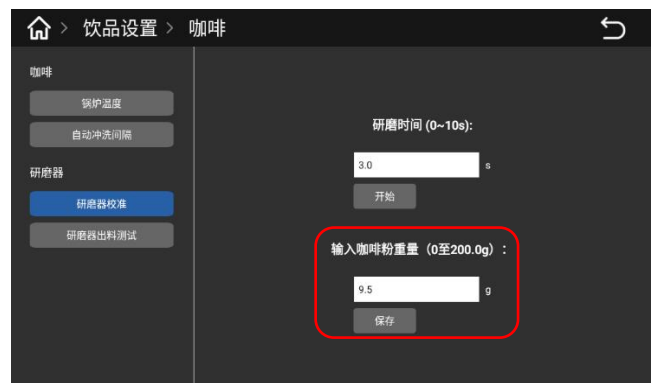 > 饮品设置 > 咖啡
咖啡
锅炉温度
自动冲洗间隔
研磨器
研磨器校准
研磨器出料测试
研磨时间 (0~10s):
3.0 s
开始
输入咖啡粉重量（0至200.0g）:
9.5 g
保存